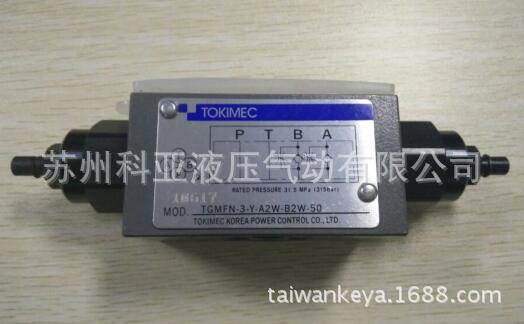 TOKIMEC
P T B A
苏州科亚液压气动有限公司
RATED PRESSURE 31.5 MPa (315bar)
MOD. TGMFN-3-Y-A2W-B2W-50
TOKIMEC KOREA POWER CONTROL CO., LTD.
taiwankeya.1688.com